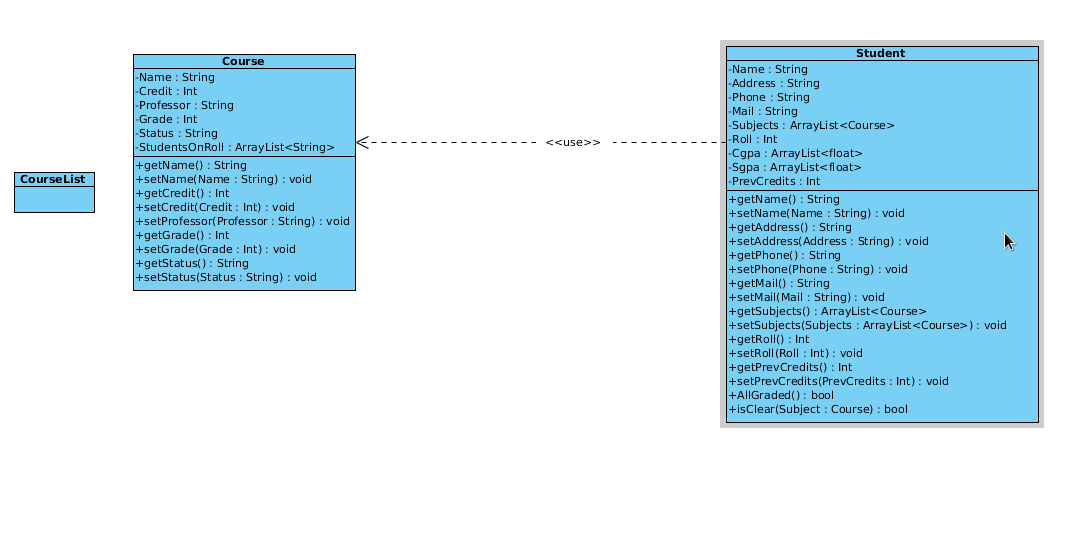 CourseList
Course
-Name : String
-Credit : Int
-Professor : String
-Grade : Int
-Status : String
-StudentsOnRoll : ArrayList<String>
+getName() : String
+setName(Name : String) : void
+getCredit() : Int
+setCredit(Credit : Int) : void
+setProfessor(Professor : String) : void
+getGrade() : Int
+setGrade(Grade : Int) : void
+getStatus() : String
+setStatus(Status : String) : void
<<use>>
Student
-Name : String
-Address : String
-Phone : String
-Mail : String
-Subjects : ArrayList<Course>
-Roll : Int
-Cgpa : ArrayList<float>
-Sgpa : ArrayList<float>
-PrevCredits : Int
+getName() : String
+setName(Name : String) : void
+getAddress() : String
+setAddress(Address : String) : void
+getPhone() : String
+setPhone(Phone : String) : void
+getMail() : String
+setMail(Mail : String) : void
+getSubjects() : ArrayList<Course>
+setSubjects(Subjects : ArrayList<Course>) : void
+getRoll() : Int
+setRoll(Roll : Int) : void
+getPrevCredits() : Int
+setPrevCredits(PrevCredits : Int) : void
+AllGraded() : bool
+isClear(Subject : Course) : bool